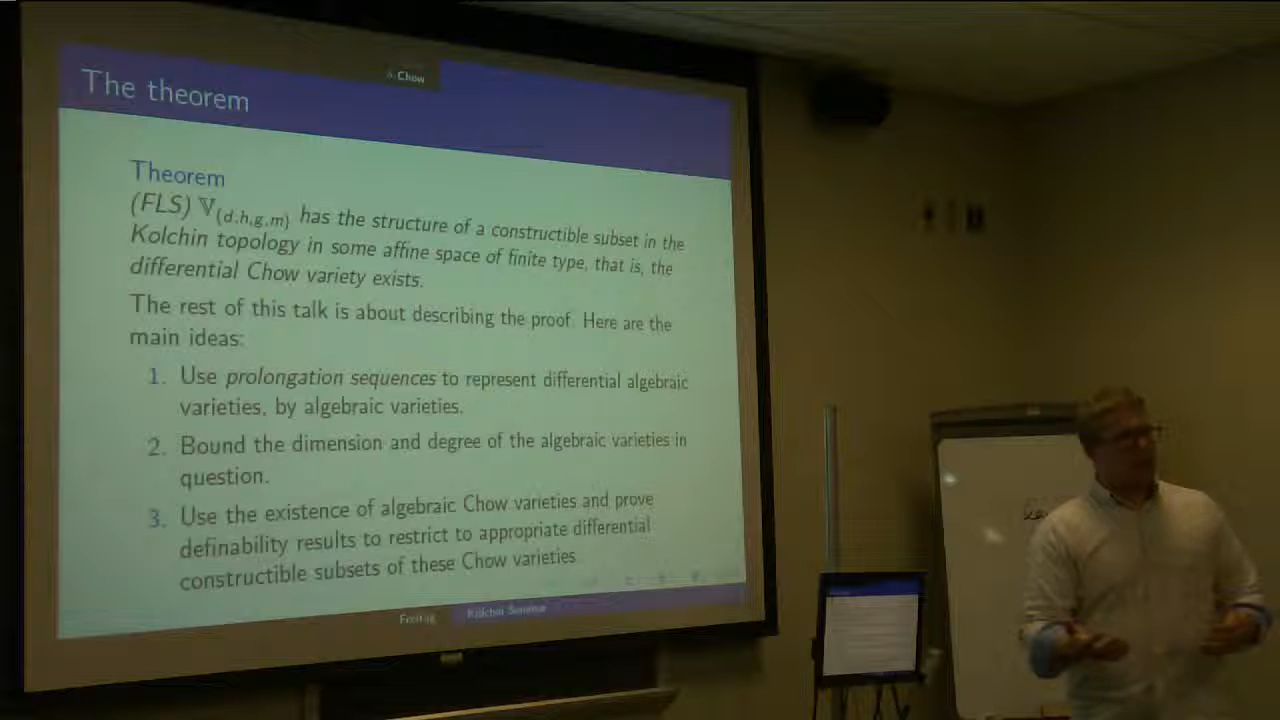 δ Chow
The theorem
Theorem
(FLS) 𝕍(d,h,g,m) has the structure of a constructible subset in the
Kolchin topology in some affine space of finite type, that is, the
differential Chow variety exists.
The rest of this talk is about describing the proof. Here are the
main ideas:
1. Use prolongation sequences to represent differential algebraic
varieties, by algebraic varieties.
2. Bound the dimension and degree of the algebraic varieties in
question.
3. Use the existence of algebraic Chow varieties and prove
definability results to restrict to appropriate differential
constructible subsets of these Chow varieties.
Freitag Kolchin Seminar